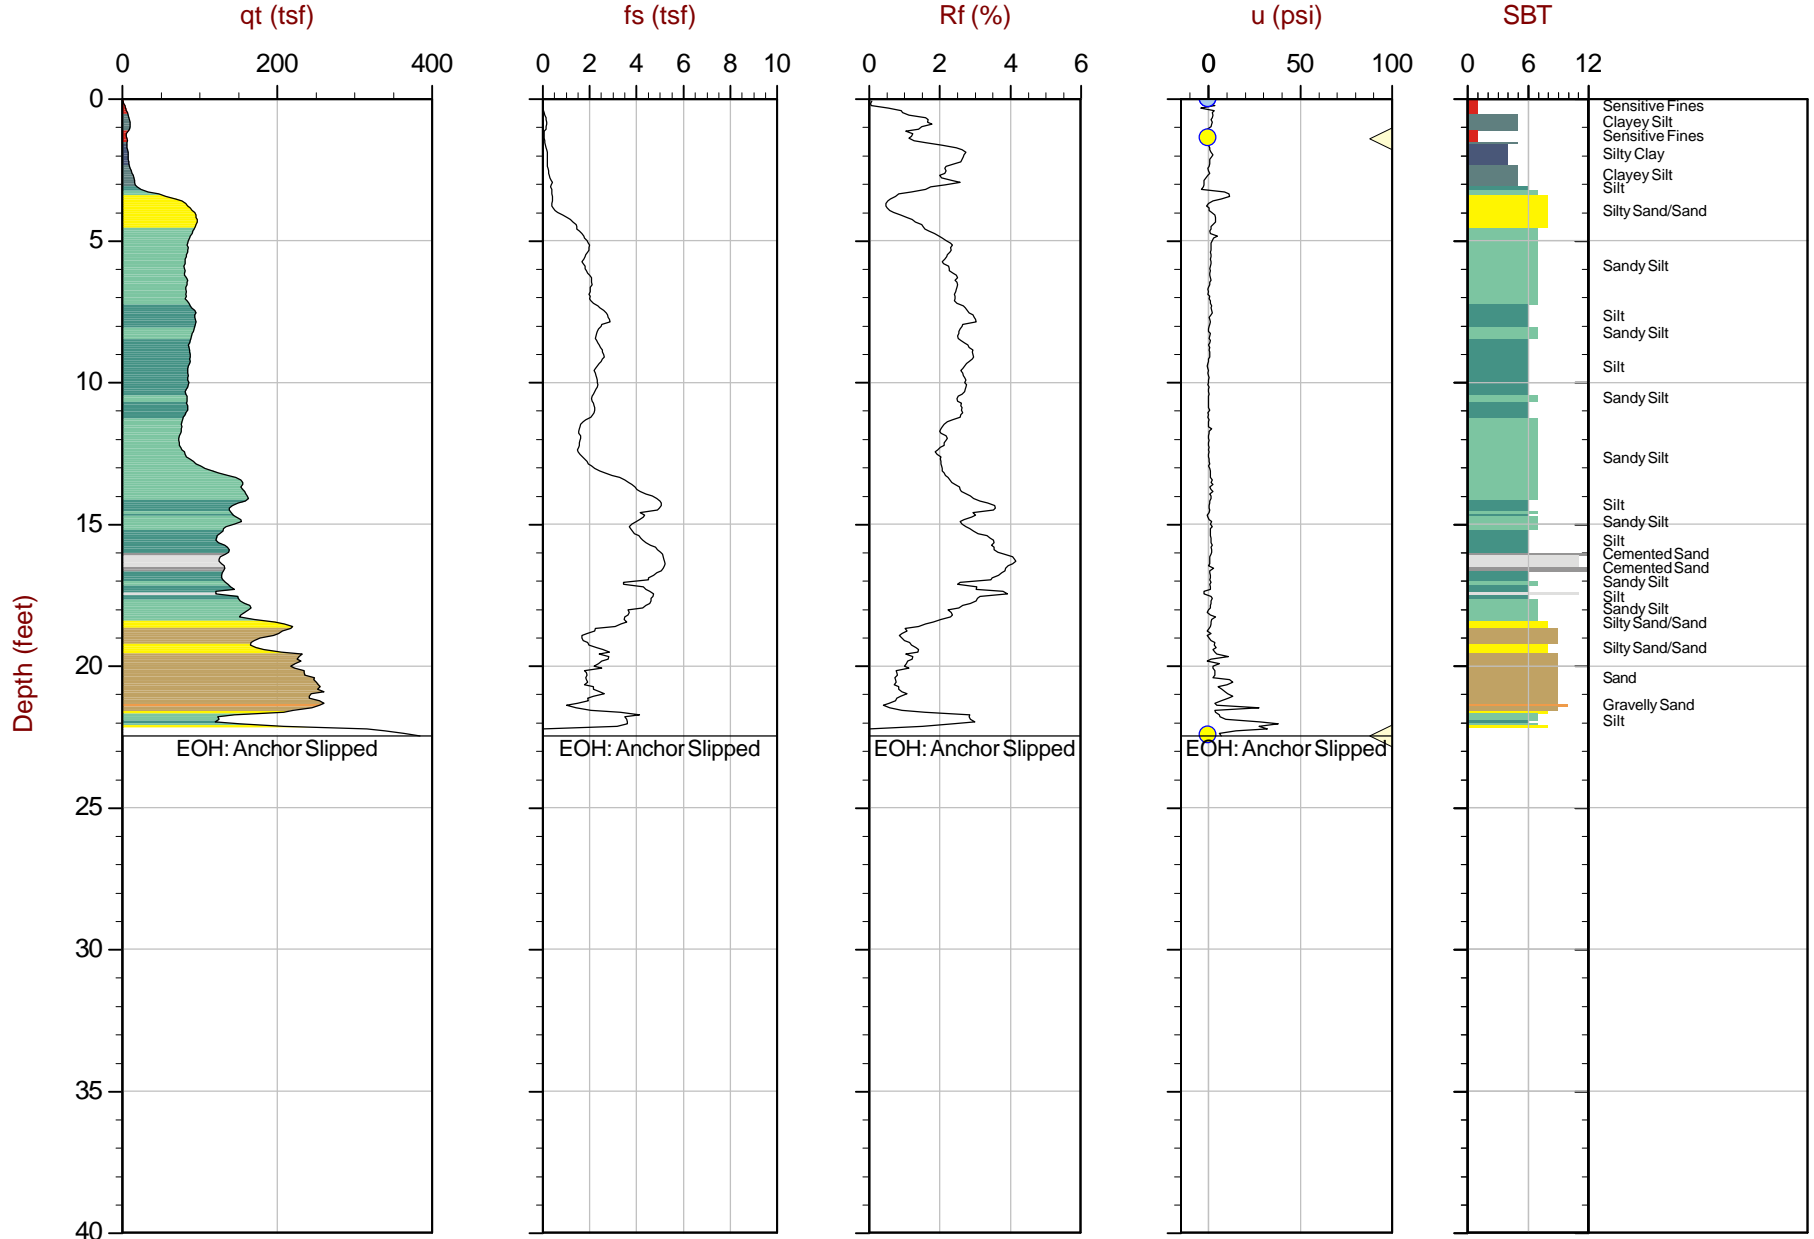 qt (tsf) fs (tsf) Rf (%) u (psi) SBT
0 200 400 0 2 4 6 8 10 0 2 4 6 0 50 100 0 6 12
0
Sensitive Fines
Clayey Silt
Sensitive Fines
Silty Clay
Clayey Silt
Silt
Silty Sand/Sand
5
Sandy Silt
Silt
Sandy Silt
Silt
10
Sandy Silt
Sandy Silt
Silt
15
Sandy Silt
Silt
Cemented Sand
Cemented Sand
Sandy Silt
Silt
Sandy Silt
Silty Sand/Sand
Silty Sand/Sand
20
Sand
Gravelly Sand
Silt
Depth (feet)
EOH: Anchor Slipped EOH: Anchor Slipped EOH: Anchor Slipped EOH: Anchor Slipped
25
30
35
40